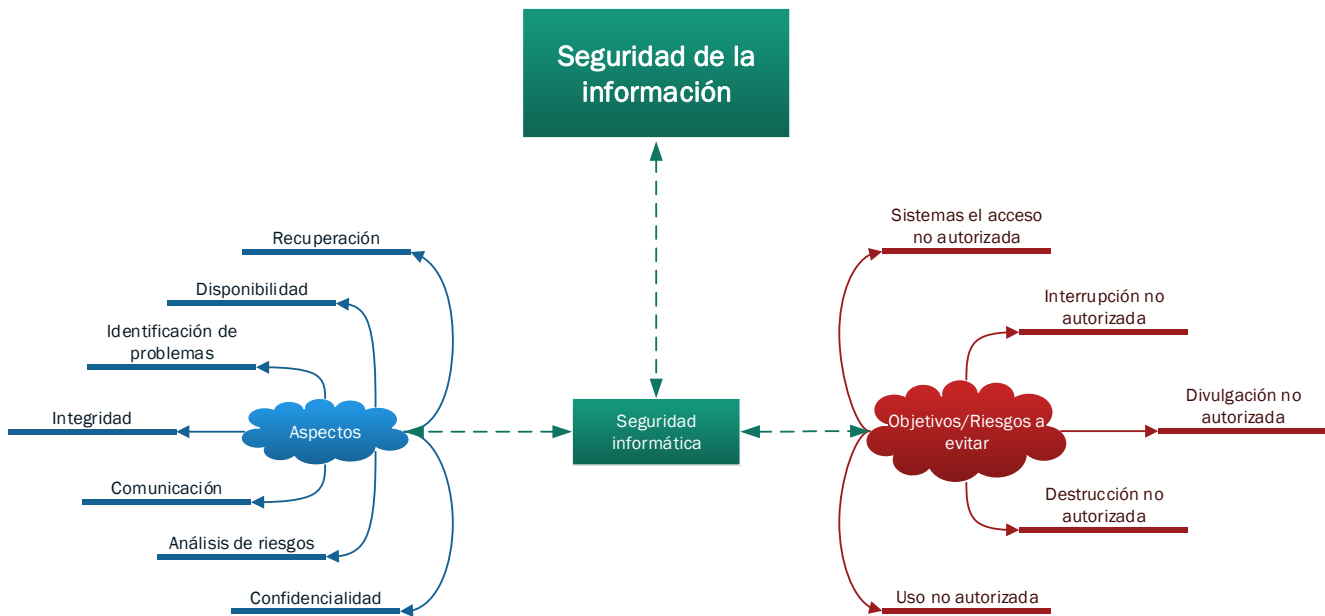 Seguridad de la
información
Recuperación
Disponibilidad
Identificación de
problemas
Integridad
Aspectos
Comunicación
Análisis de riesgos
Confidencialidad
Seguridad
informática
Sistemas el acceso
no autorizada
Interrupción no
autorizada
Divulgación no
autorizada
Objetivos/Riesgos a
evitar
Destrucción no
autorizada
Uso no autorizada